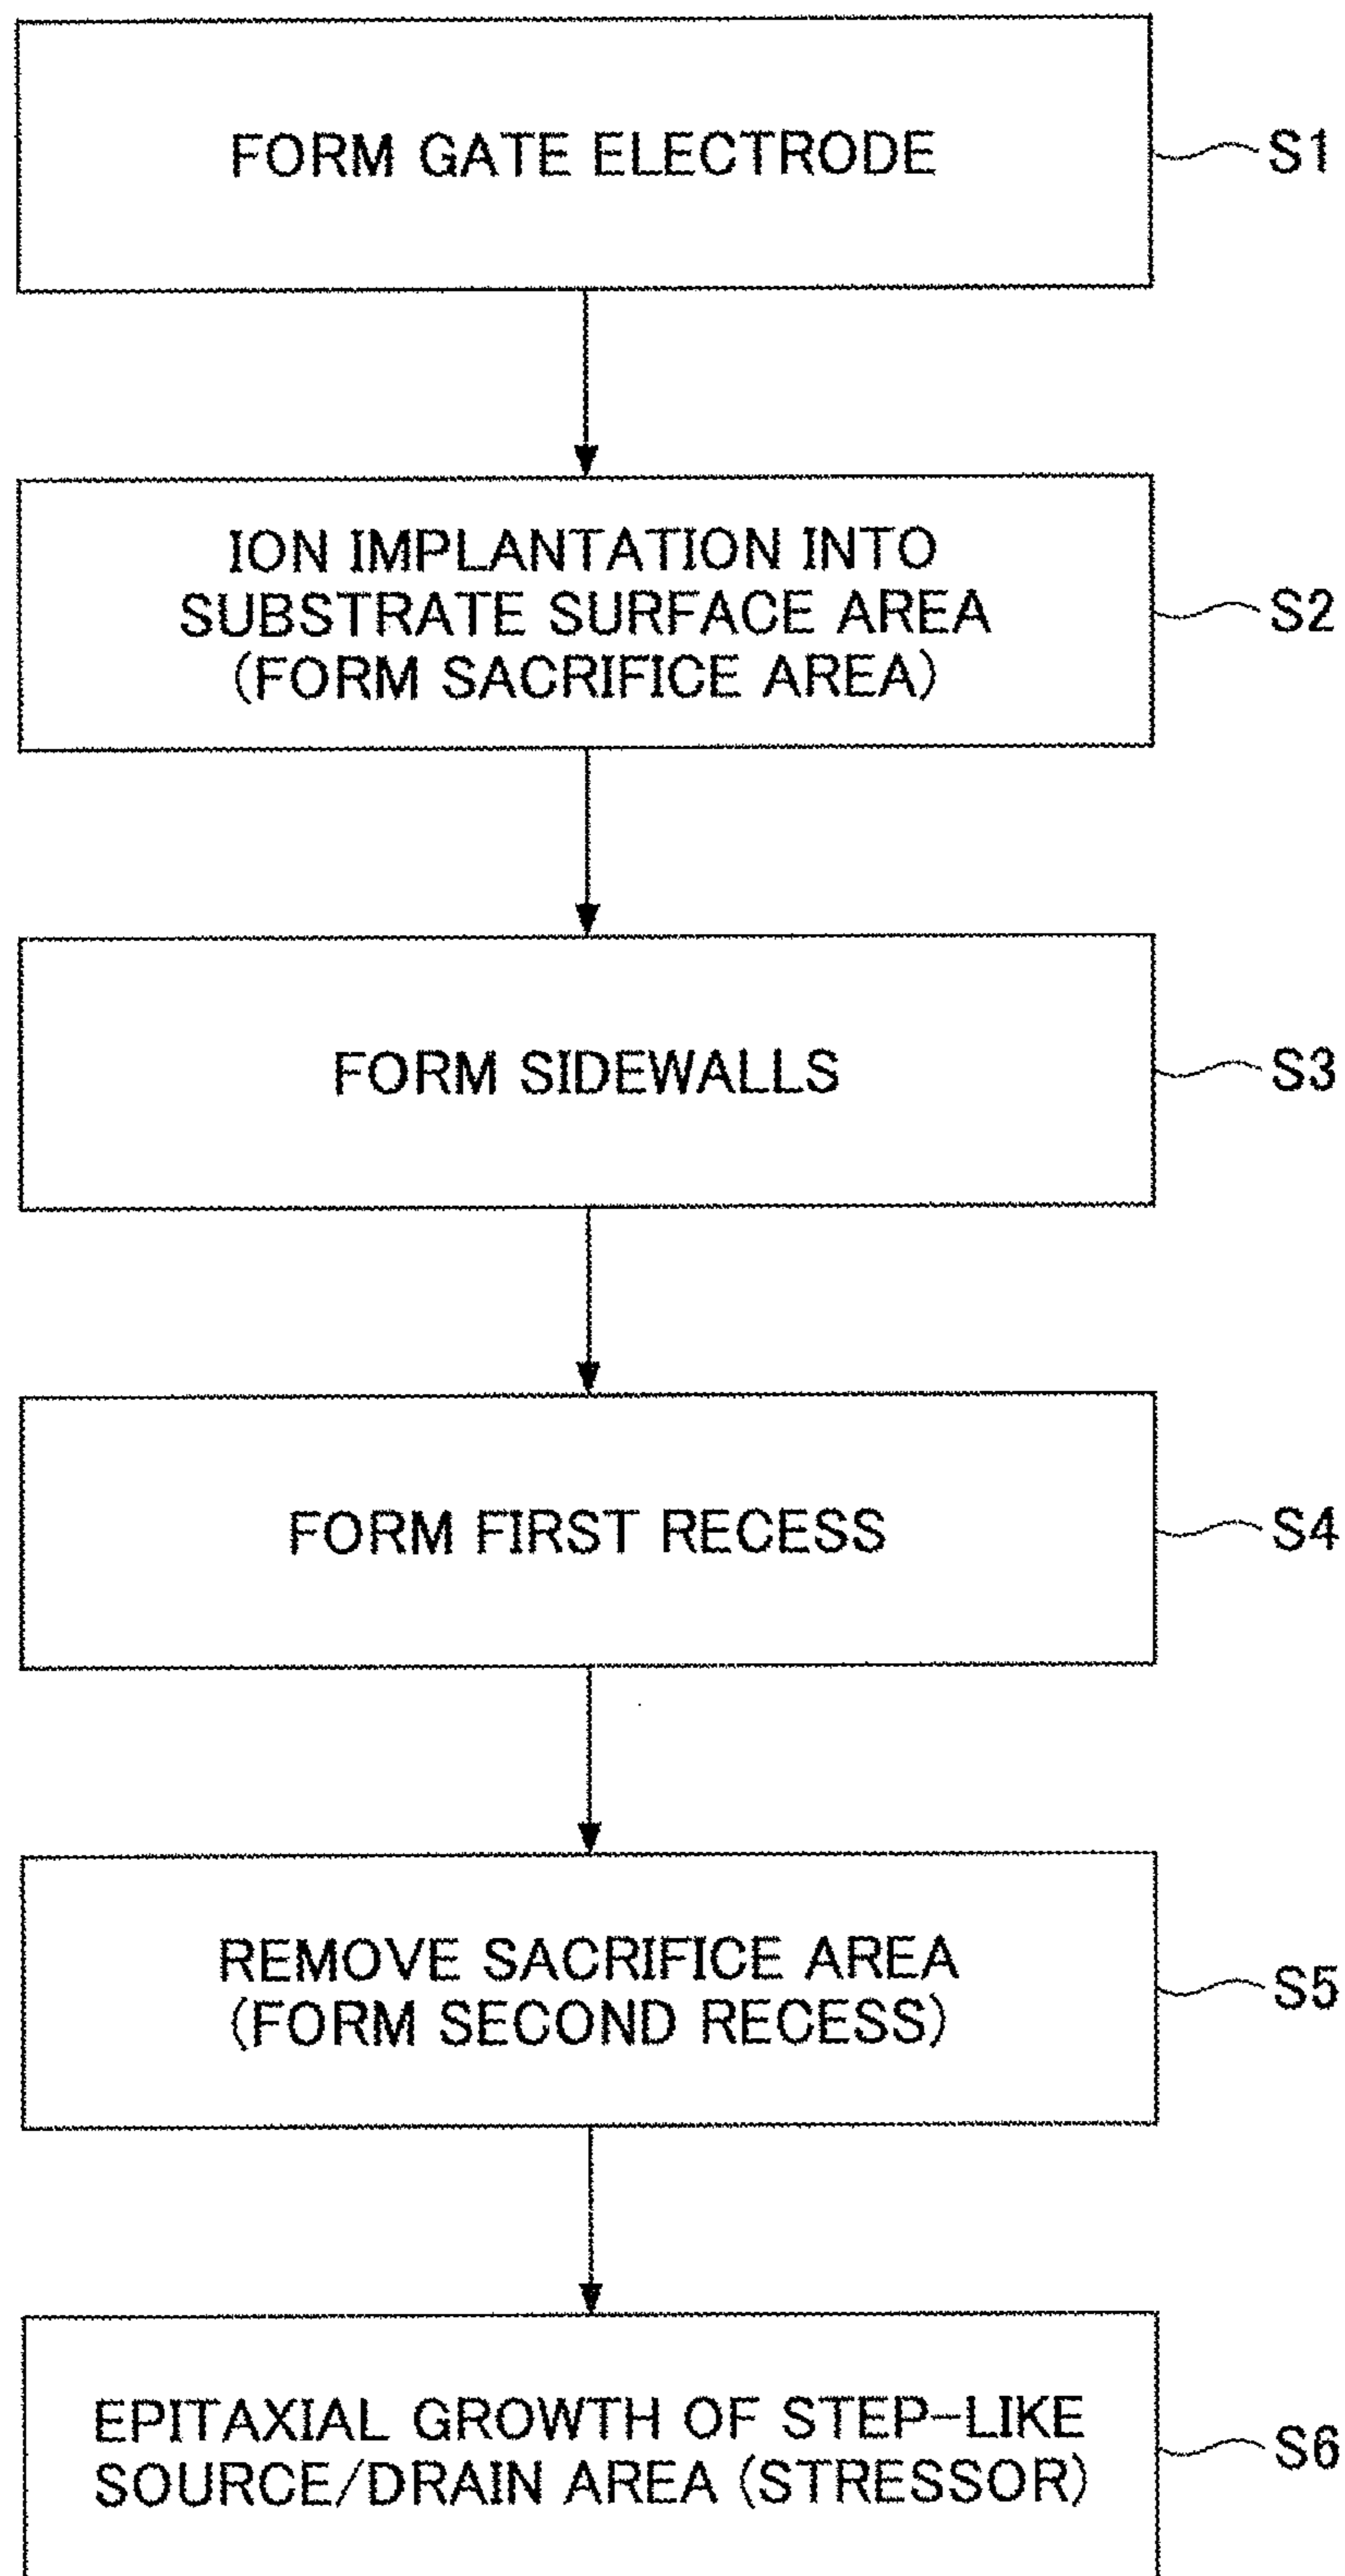 FORM GATE ELECTRODE
S1
ION IMPLANTATION INTO
SUBSTRATE SURFACE AREA
(FORM SACRIFICE AREA)
S2
FORM SIDEWALLS
S3
FORM FIRST RECESS
S4
REMOVE SACRIFICE AREA
(FORM SECOND RECESS)
S5
EPITAXIAL GROWTH OF STEP-LIKE
SOURCE/DRAIN AREA (STRESSOR)
S6